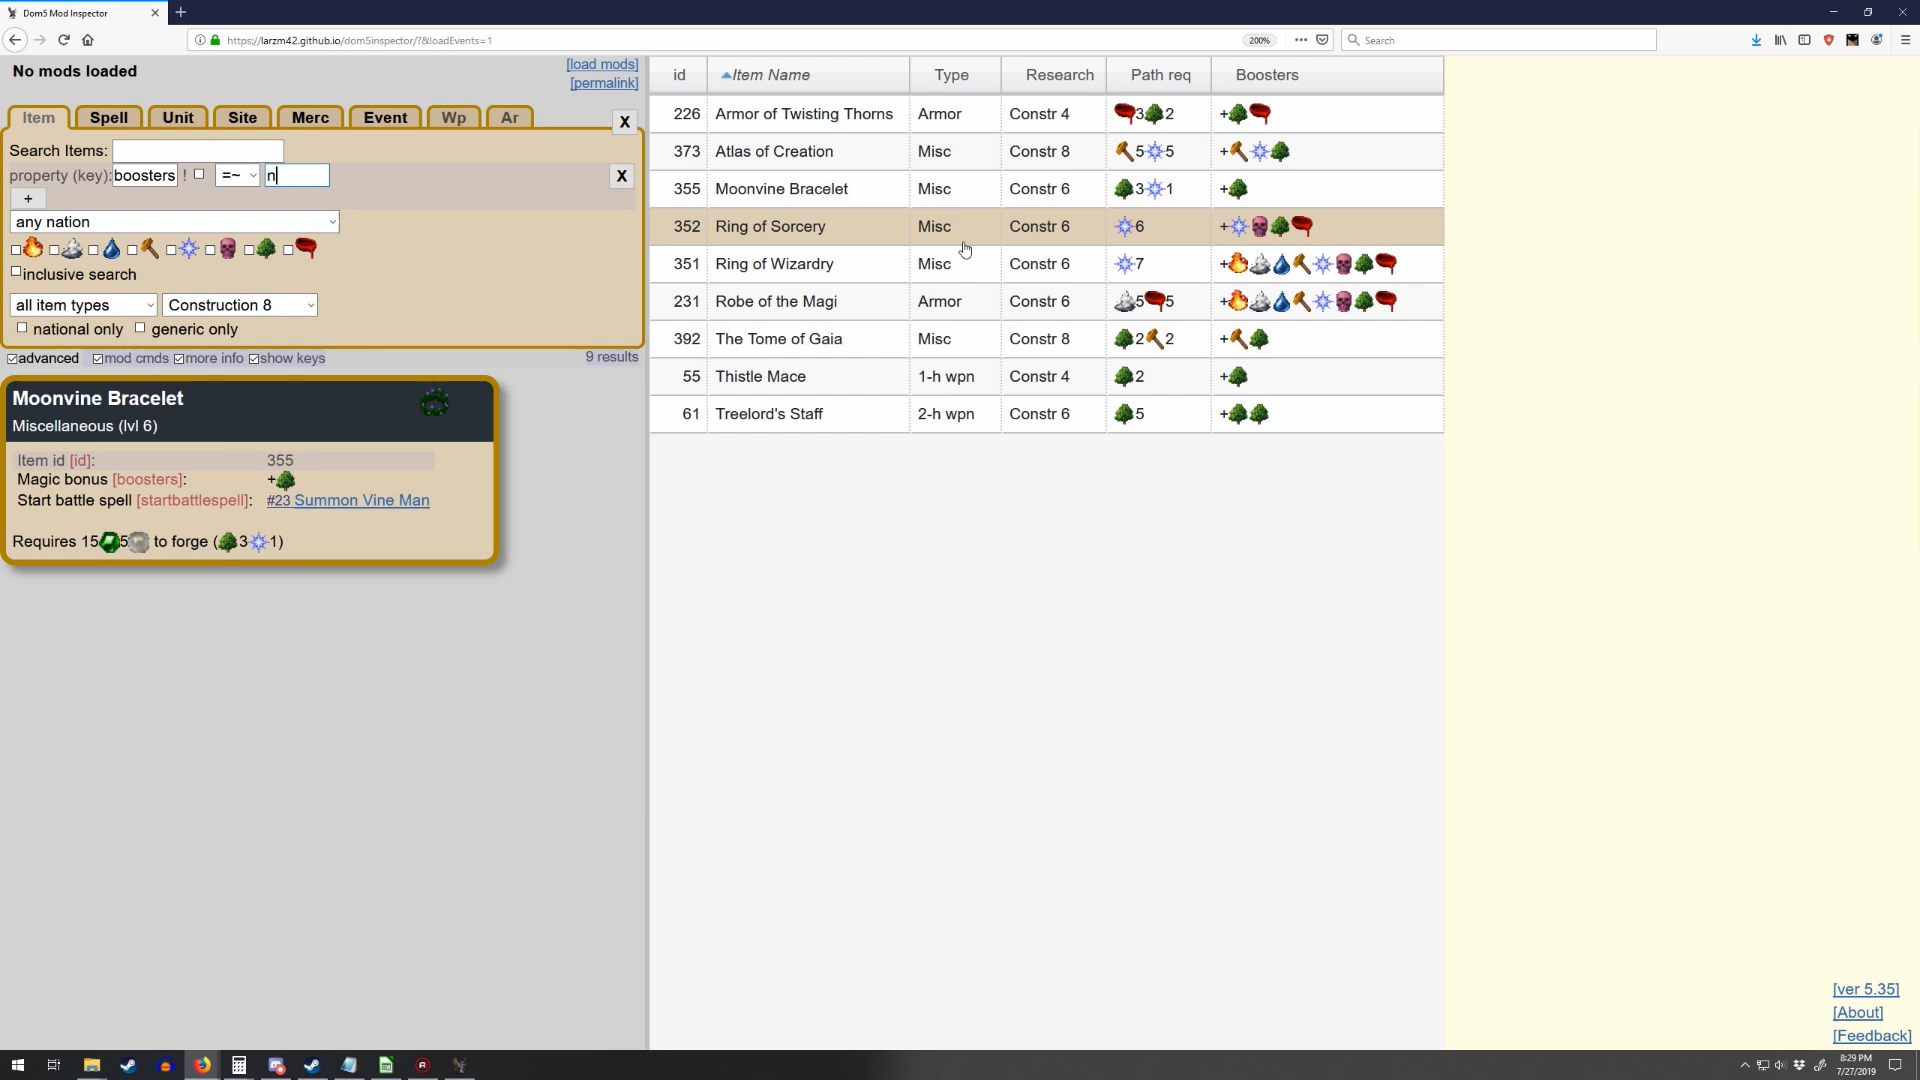 Dom5 Mod Inspector
https://larzm42.github.io/dom5inspector/?&loadEvents=1
200%
Search
No mods loaded
[load mods]
[permalink]
Item Spell Unit Site Merc Event Wp Ar
X
Search Items:
property (key): boosters ! =~ n X
+
any nation
inclusive search
all item types Construction 8
national only generic only
advanced mod cmds more info show keys 9 results
Moonvine Bracelet
Miscellaneous (lvl 6)
Item id [id]: 355
Magic bonus [boosters]: +
Start battle spell [startbattlespell]: #23 Summon Vine Man
Requires 15 5 to forge ( 3 1)
id Item Name Type Research Path req Boosters
226 Armor of Twisting Thorns Armor Constr 4 3 2 +
373 Atlas of Creation Misc Constr 8 5 5 +
355 Moonvine Bracelet Misc Constr 6 3 1 +
352 Ring of Sorcery Misc Constr 6 6 +
351 Ring of Wizardry Misc Constr 6 7 +
231 Robe of the Magi Armor Constr 6 5 5 +
392 The Tome of Gaia Misc Constr 8 2 2 +
55 Thistle Mace 1-h wpn Constr 4 2 +
61 Treelord's Staff 2-h wpn Constr 6 5 +
[ver 5.35]
[About]
[Feedback]
8:29 PM
7/27/2019